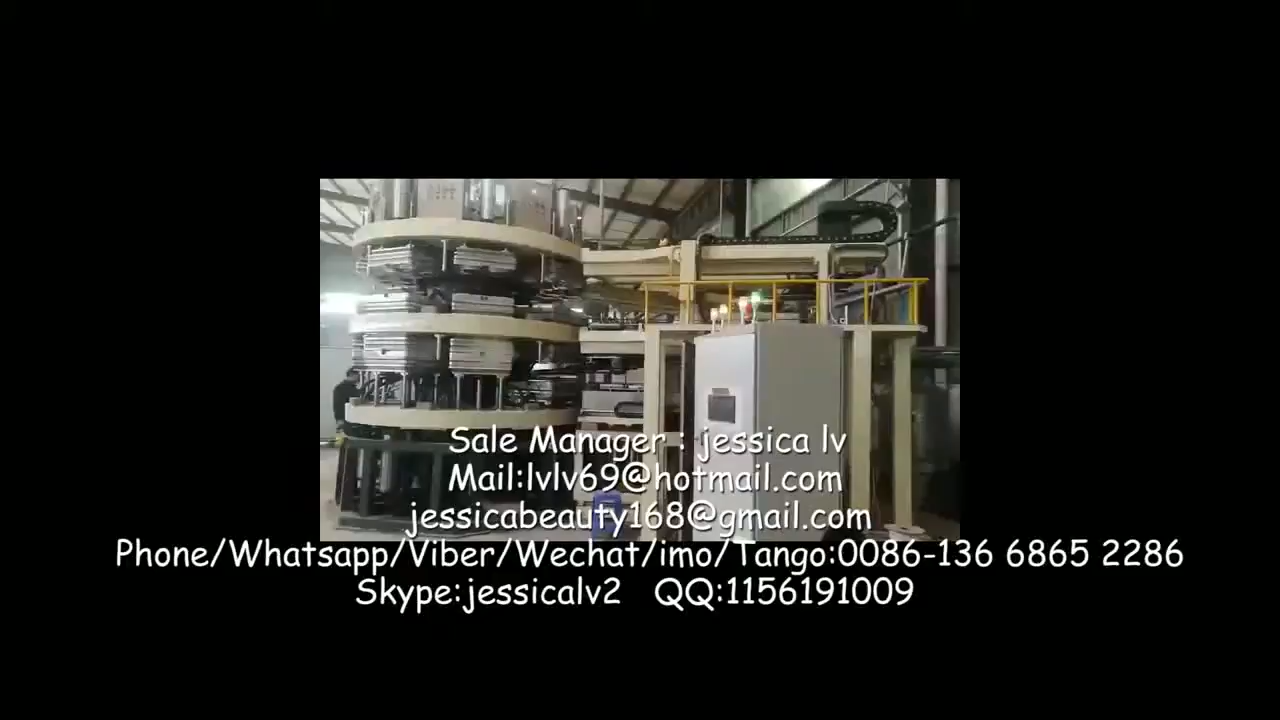 Sale Manager : jessica lv
Mail:lvlv69@hotmail.com
jessicabeauty168@gmail.com
Phone/Whatsapp/Viber/Wechat/imo/Tango:0086-136 6865 2286
Skype:jessicalv2 QQ:1156191009